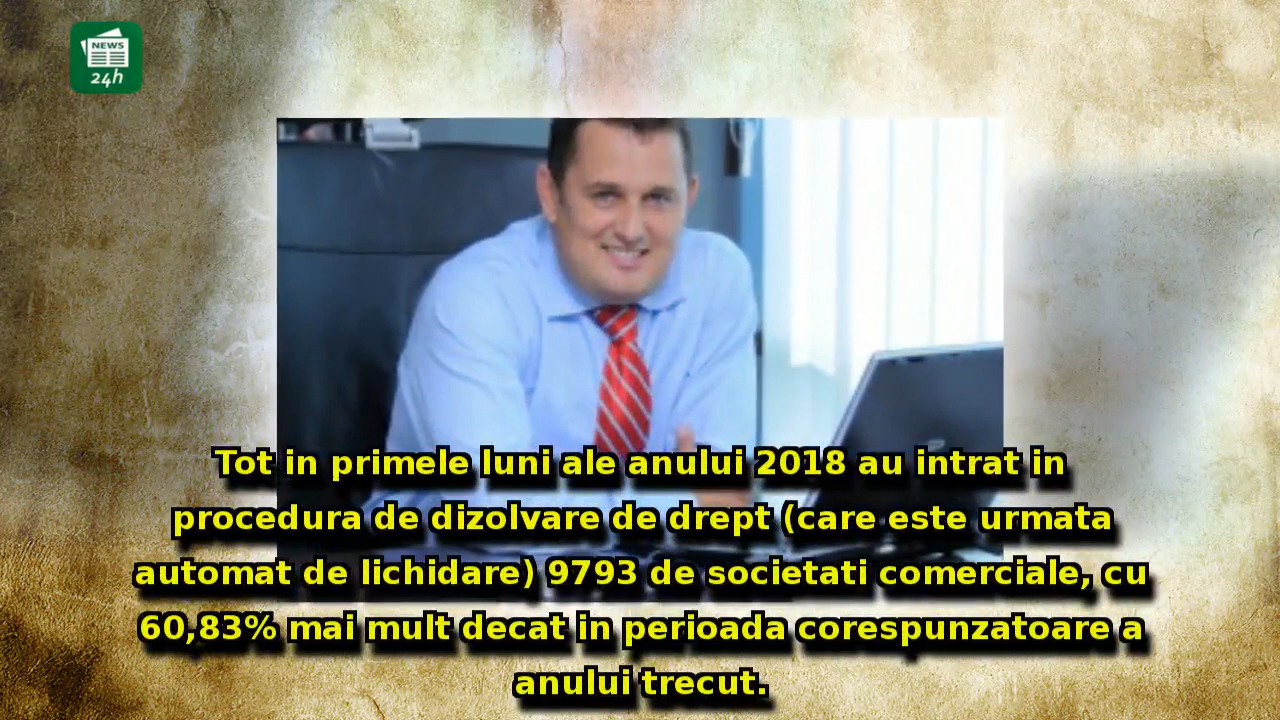 NEWS
24h
Tot in primele luni ale anului 2018 au intrat in
procedura de dizolvare de drept (care este urmata
automat de lichidare) 9793 de societati comerciale, cu
60,83% mai mult decat in perioada corespunzatoare a
anului trecut.